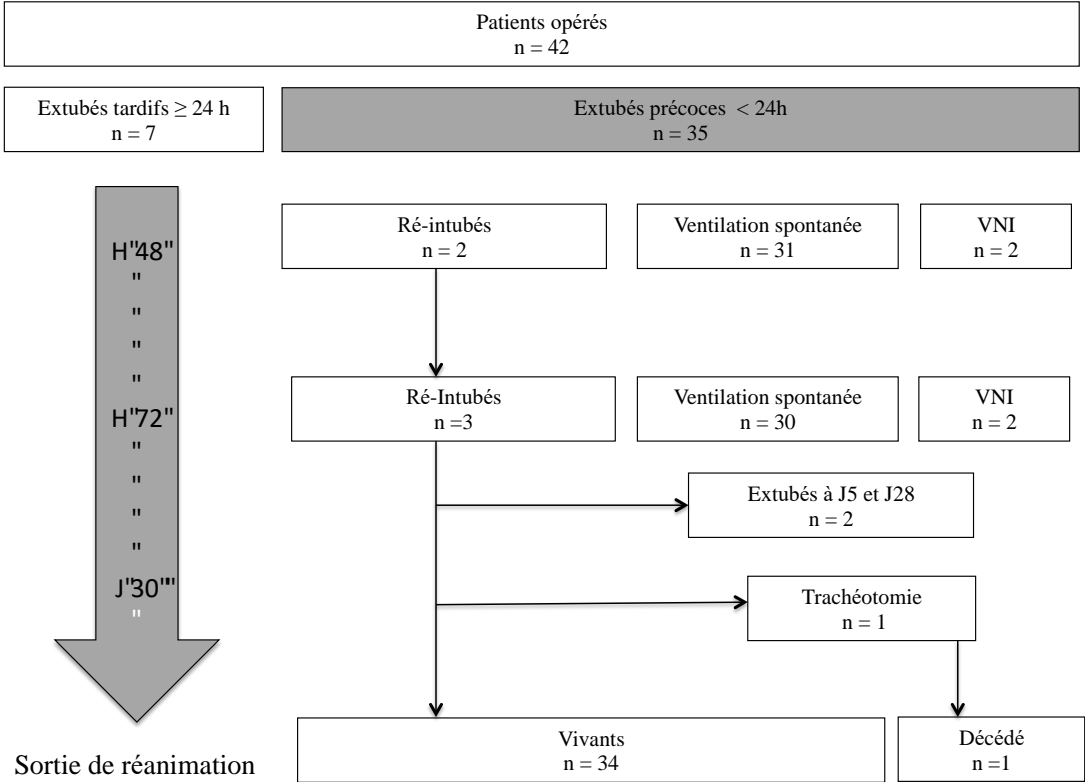 Patients opérés
n = 42
Extubés tardifs ≥ 24 h
n = 7
Extubés précoces < 24h
n = 35
H"48"
"
"
"
"
H"72"
"
"
"
"
J"30""
"
Ré-intubés
n = 2
Ventilation spontanée
n = 31
VNI
n = 2
Ré-Intubés
n =3
Ventilation spontanée
n = 30
VNI
n = 2
Extubés à J5 et J28
n = 2
Trachéotomie
n = 1
Vivants
n = 34
Décédé
n =1
Sortie de réanimation